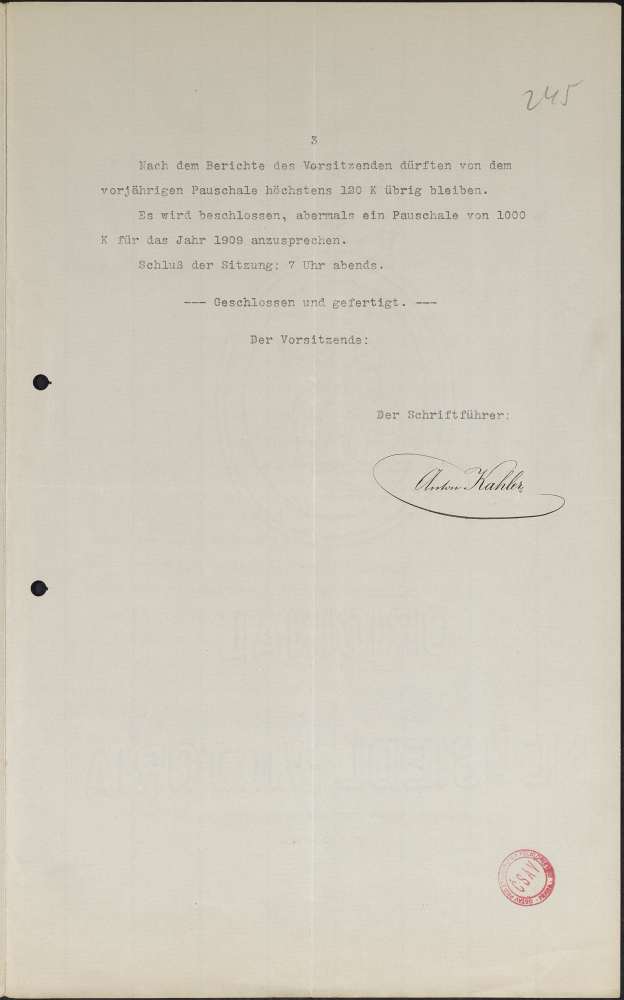 245
3
Nach dem Berichte des Vorsitzenden dürften von dem
vorjährigen Pauschale höchstens 120 K übrig bleiben.
Es wird beschlossen, abermals ein Pauschale von 1000
K für das Jahr 1909 anzusprechen.
Schluß der Sitzung: 7 Uhr abends.
--- Geschlossen und gefertigt. ---
Der Vorsitzende:
Der Schriftführer:
Anton Kahler
ČSAV